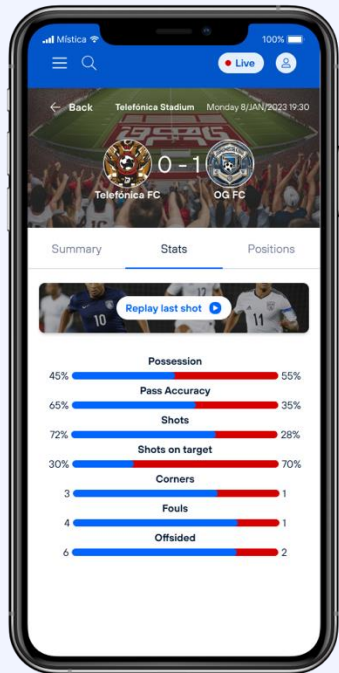 Mística 100%
Live
Back Telefónica Stadium Monday 8/JAN/2023 19:30
0 - 1
Telefónica FC OG FC
Summary Stats Positions
10 Replay last shot 11
Possession
45% 55%
Pass Accuracy
65% 35%
Shots
72% 28%
Shots on target
30% 70%
Corners
3 1
Fouls
4 1
Offsided
6 2